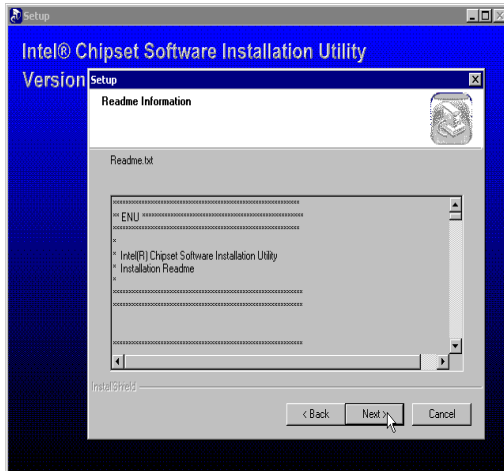 Setup
Intel® Chipset Software Installation Utility
Version
Setup
Readme Information
Readme.txt
************************************************************
** ENU ****************************************************
************************************************************
*
* Intel(R) Chipset Software Installation Utility
* Installation Readme
*
************************************************************
************************************************************
************************************************************
InstallShield
< Back
Next >
Cancel